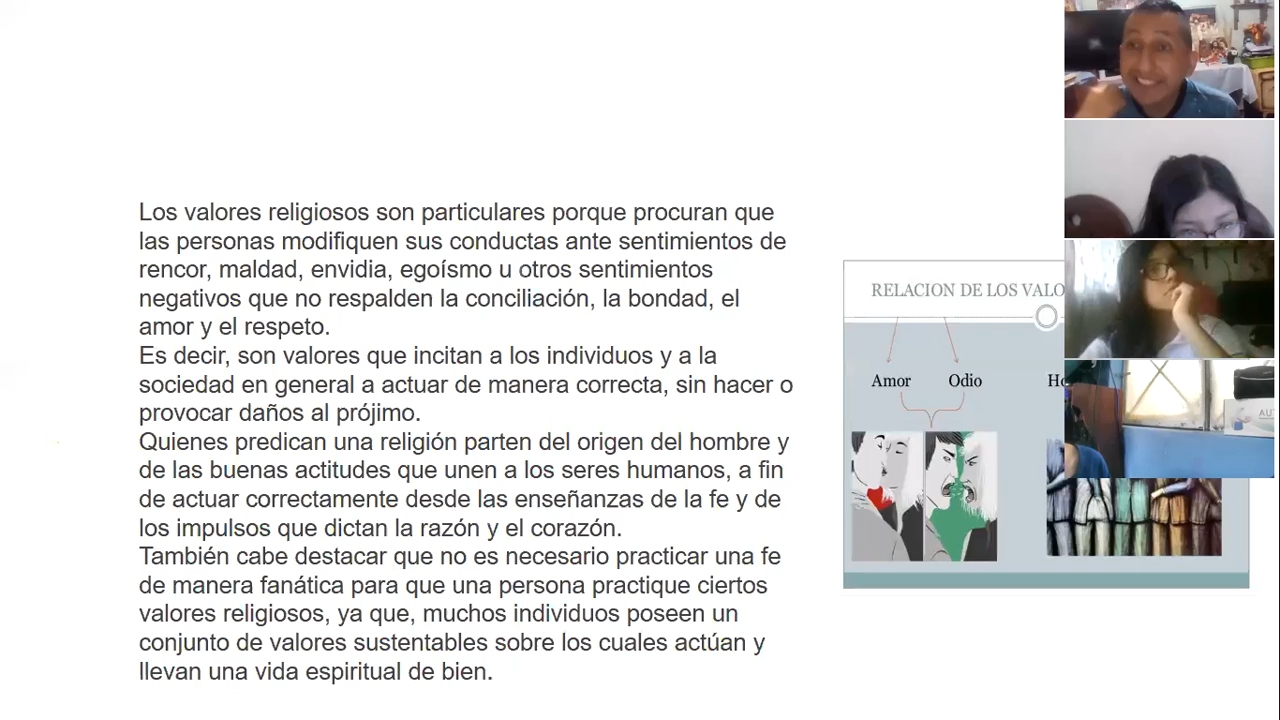 Los valores religiosos son particulares porque procuran que
las personas modifiquen sus conductas ante sentimientos de
rencor, maldad, envidia, egoísmo u otros sentimientos
negativos que no respalden la conciliación, la bondad, el
amor y el respeto.
Es decir, son valores que incitan a los individuos y a la
sociedad en general a actuar de manera correcta, sin hacer o
provocar daños al prójimo.
Quienes predican una religión parten del origen del hombre y
de las buenas actitudes que unen a los seres humanos, a fin
de actuar correctamente desde las enseñanzas de la fe y de
los impulsos que dictan la razón y el corazón.
También cabe destacar que no es necesario practicar una fe
de manera fanática para que una persona practique ciertos
valores religiosos, ya que, muchos individuos poseen un
conjunto de valores sustentables sobre los cuales actúan y
llevan una vida espiritual de bien.
RELACION DE LOS VALO
Amor Odio